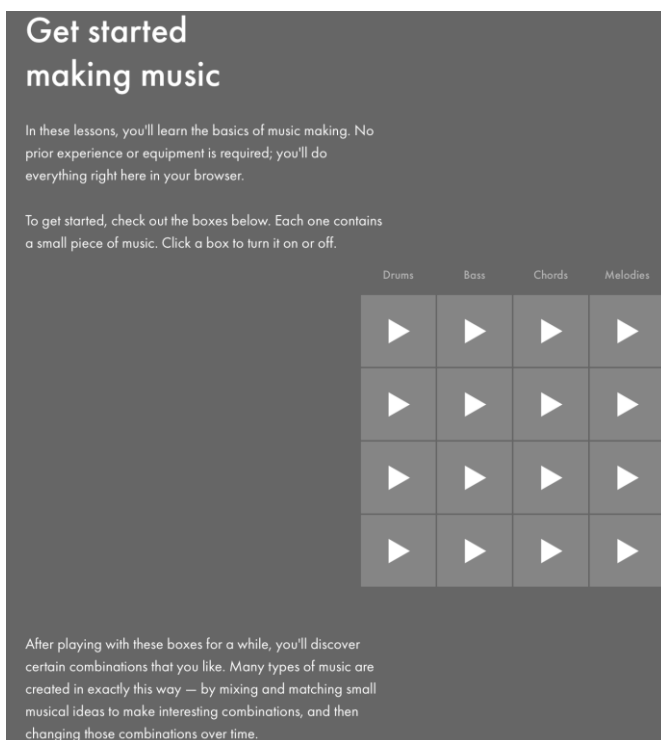 Get started
making music
In these lessons, you'll learn the basics of music making. No
prior experience or equipment is required; you'll do
everything right here in your browser.
To get started, check out the boxes below. Each one contains
a small piece of music. Click a box to turn it on or off.
Drums Bass Chords Melodies
After playing with these boxes for a while, you'll discover
certain combinations that you like. Many types of music are
created in exactly this way — by mixing and matching small
musical ideas to make interesting combinations, and then
changing those combinations over time.